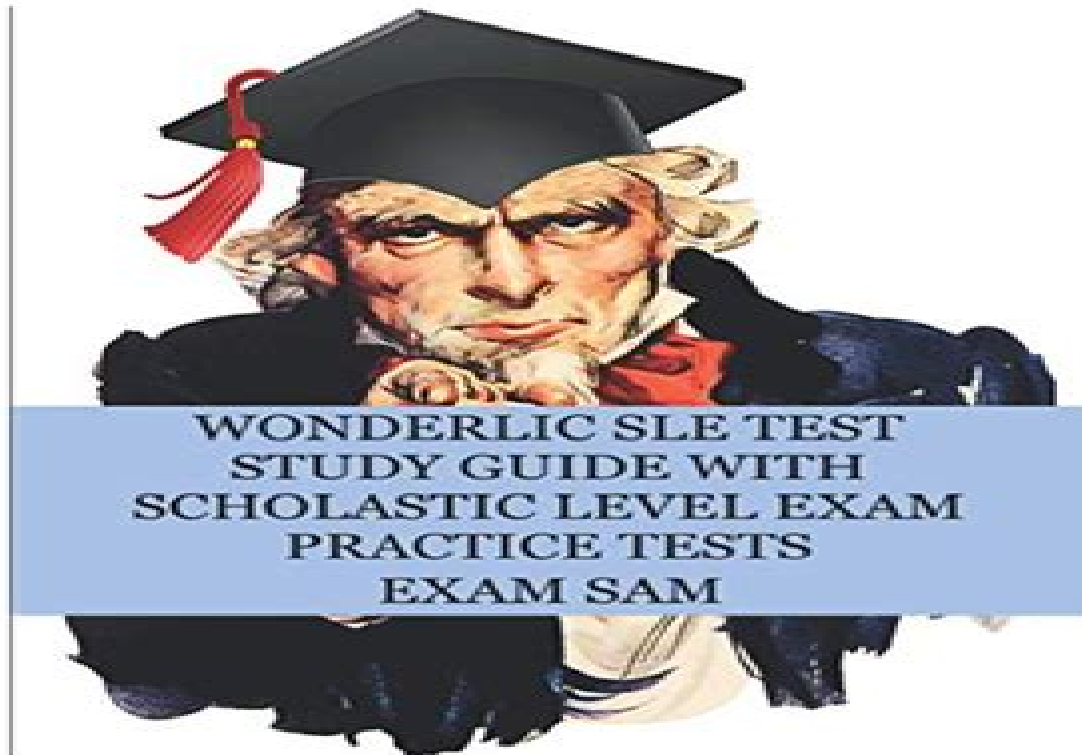 WONDERLIC SLE TEST
STUDY GUIDE WITH
SCHOLASTIC LEVEL EXAM
PRACTICE TESTS
EXAM SAM